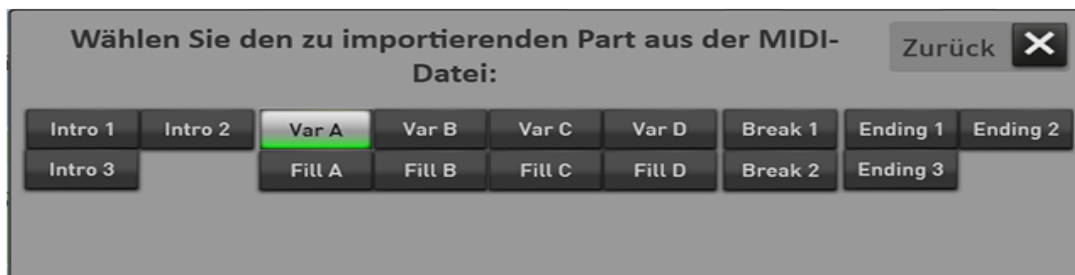 Wählen Sie den zu importierenden Part aus der MIDI-
Datei:
Zurück
Intro 1 Intro 2 Var A Var B Var C Var D Break 1 Ending 1 Ending 2
Intro 3 Fill A Fill B Fill C Fill D Break 2 Ending 3